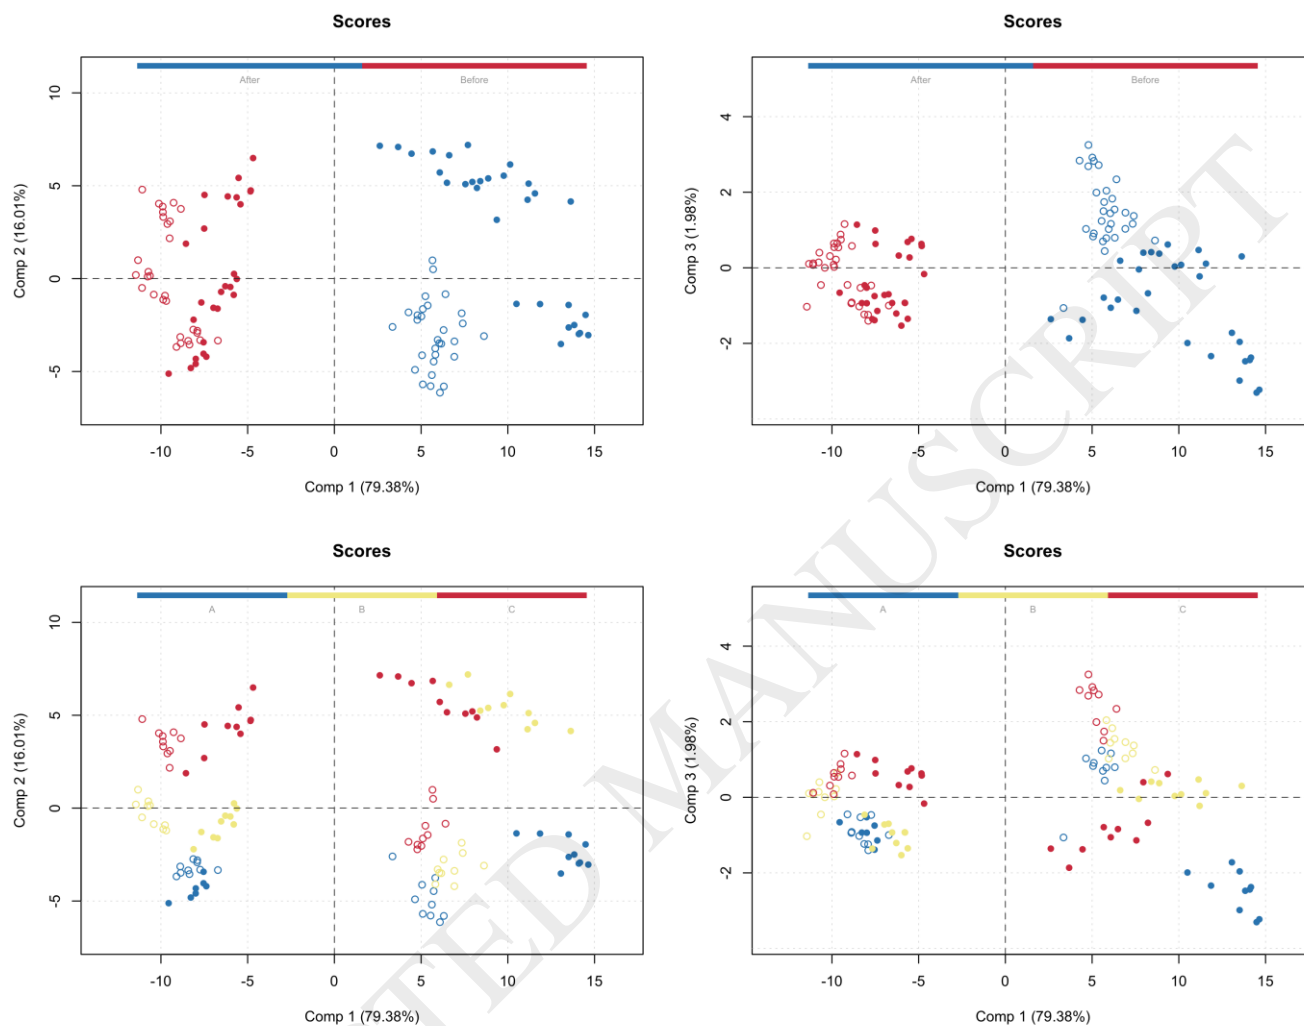 Scores
After Before
10
5
0
-5
Comp 2 (16.01%)
-10 -5 0 5 10 15
Comp 1 (79.38%)
Scores
After Before
4
2
0
-2
Comp 3 (1.98%)
-10 -5 0 5 10 15
Comp 1 (79.38%)
Scores
A B C
10
5
0
-5
Comp 2 (16.01%)
-10 -5 0 5 10 15
Comp 1 (79.38%)
Scores
A B C
4
2
0
-2
Comp 3 (1.98%)
-10 -5 0 5 10 15
Comp 1 (79.38%)
TED MANUSCRIPT